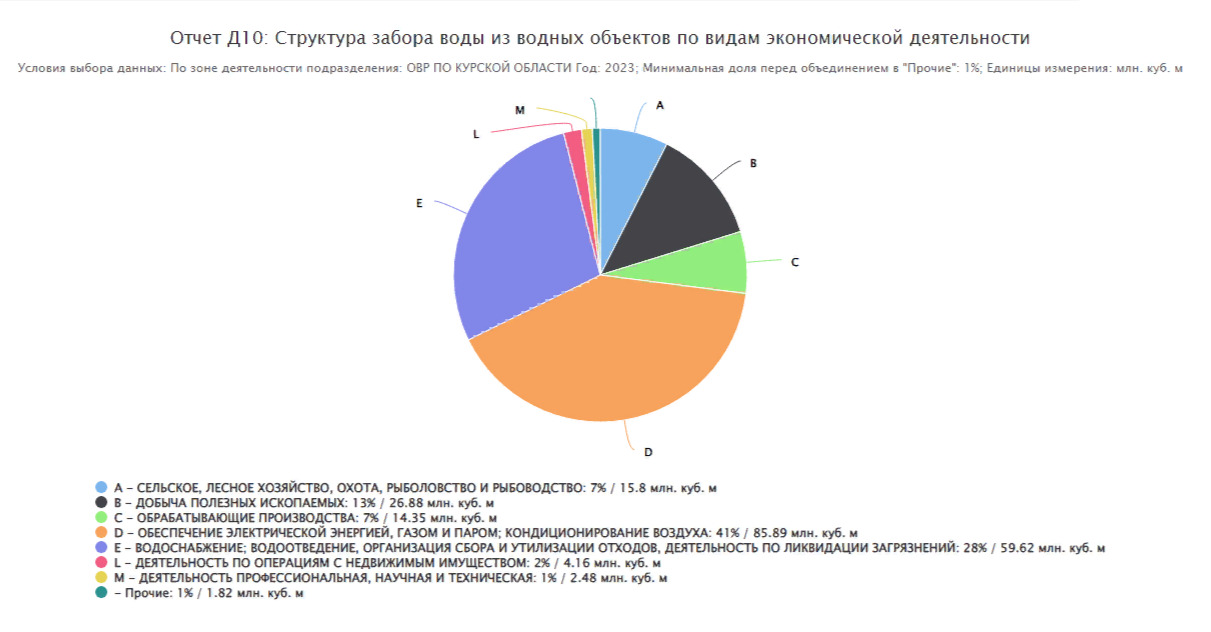 Отчет Д10: Структура забора воды из водных объектов по видам экономической деятельности
Условия выбора данных: По зоне деятельности подразделения: ОВР ПО КУРСКОЙ ОБЛАСТИ Год: 2023; Минимальная доля перед объединением в "Прочие": 1%; Единицы измерения: млн. куб. м
A
M
L
B
E
C
D
A – СЕЛЬСКОЕ, ЛЕСНОЕ ХОЗЯЙСТВО, ОХОТА, РЫБОЛОВСТВО И РЫБОВОДСТВО: 7% / 15.8 млн. куб. м
B – ДОБЫЧА ПОЛЕЗНЫХ ИСКОПАЕМЫХ: 13% / 26.88 млн. куб. м
C – ОБРАБАТЫВАЮЩИЕ ПРОИЗВОДСТВА: 7% / 14.35 млн. куб. м
D – ОБЕСПЕЧЕНИЕ ЭЛЕКТРИЧЕСКОЙ ЭНЕРГИЕЙ, ГАЗОМ И ПАРОМ; КОНДИЦИОНИРОВАНИЕ ВОЗДУХА: 41% / 85.89 млн. куб. м
E – ВОДОСНАБЖЕНИЕ; ВОДООТВЕДЕНИЕ, ОРГАНИЗАЦИЯ СБОРА И УТИЛИЗАЦИИ ОТХОДОВ, ДЕЯТЕЛЬНОСТЬ ПО ЛИКВИДАЦИИ ЗАГРЯЗНЕНИЙ: 28% / 59.62 млн. куб. м
L – ДЕЯТЕЛЬНОСТЬ ПО ОПЕРАЦИЯМ С НЕДВИЖИМЫМ ИМУЩЕСТВОМ: 2% / 4.16 млн. куб. м
M – ДЕЯТЕЛЬНОСТЬ ПРОФЕССИОНАЛЬНАЯ, НАУЧНАЯ И ТЕХНИЧЕСКАЯ: 1% / 2.48 млн. куб. м
– Прочие: 1% / 1.82 млн. куб. м